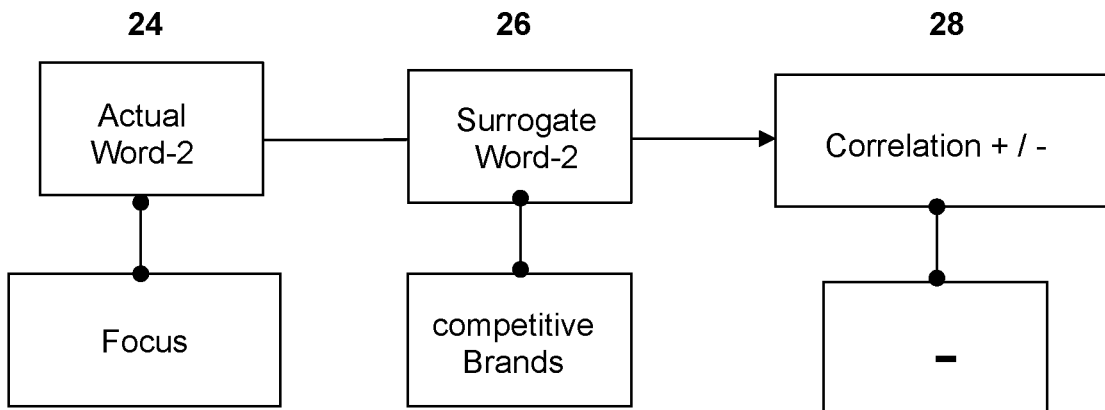 24
26
28
Actual
Word-2
Surrogate
Word-2
Correlation + / -
Focus
competitive
Brands
-